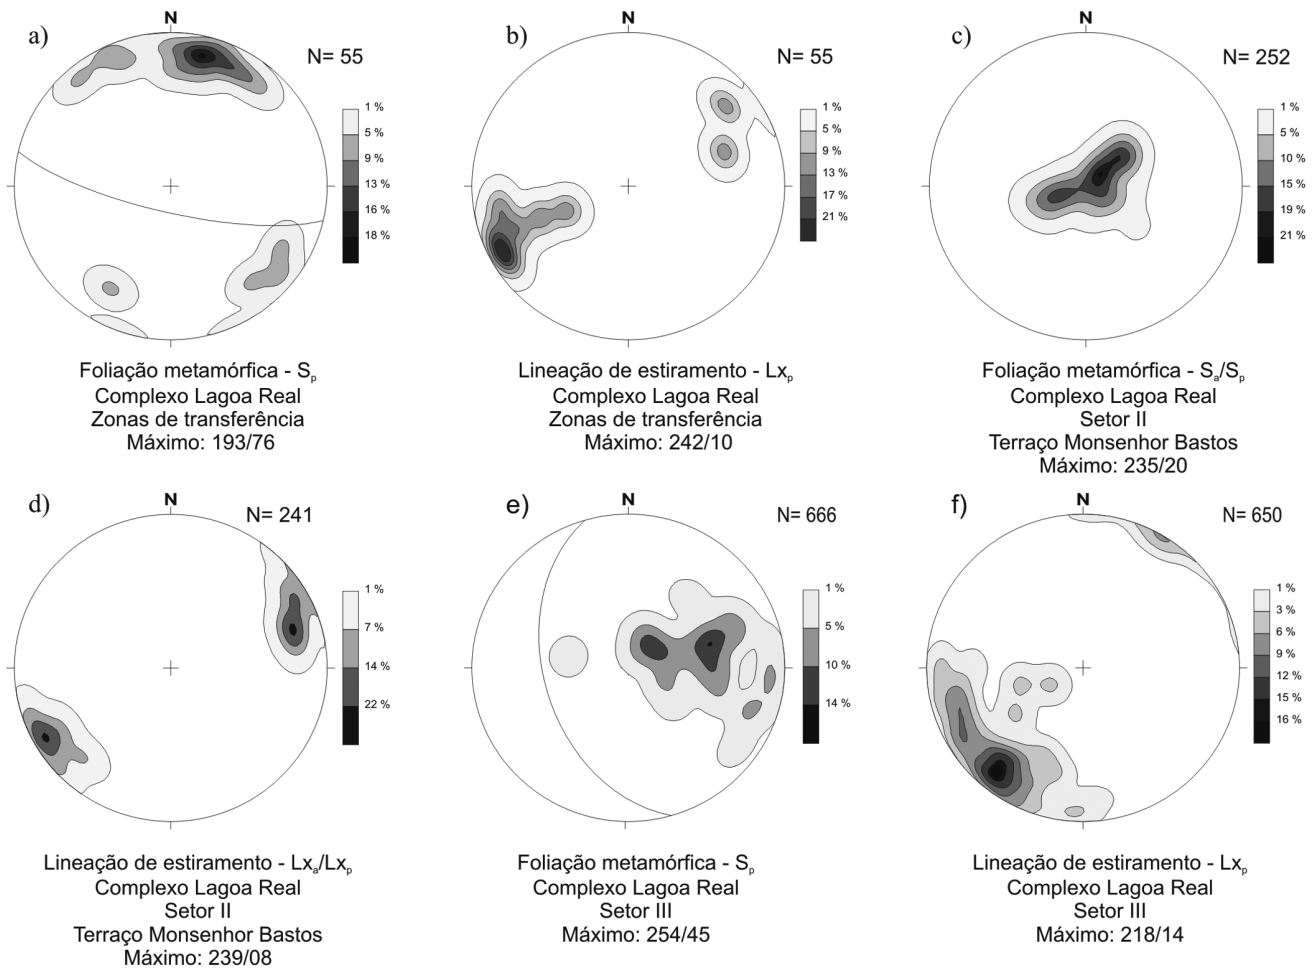 a)
N
N= 55
1 %
5 %
9 %
13 %
16 %
18 %
Foliação metamórfica - Sp
Complexo Lagoa Real
Zonas de transferência
Máximo: 193/76
b)
N
N= 55
1 %
5 %
9 %
13 %
17 %
21 %
Lineação de estiramento - Lxp
Complexo Lagoa Real
Zonas de transferência
Máximo: 242/10
c)
N
N= 252
1 %
5 %
10 %
15 %
19 %
21 %
Foliação metamórfica - Sa/Sp
Complexo Lagoa Real
Setor II
Terraço Monsenhor Bastos
Máximo: 235/20
d)
N
N= 241
1 %
7 %
14 %
22 %
Lineação de estiramento - Lxa/Lxp
Complexo Lagoa Real
Setor II
Terraço Monsenhor Bastos
Máximo: 239/08
e)
N
N= 666
1 %
5 %
10 %
14 %
Foliação metamórfica - Sp
Complexo Lagoa Real
Setor III
Máximo: 254/45
f)
N
N= 650
1 %
3 %
6 %
9 %
12 %
15 %
16 %
Lineação de estiramento - Lxp
Complexo Lagoa Real
Setor III
Máximo: 218/14